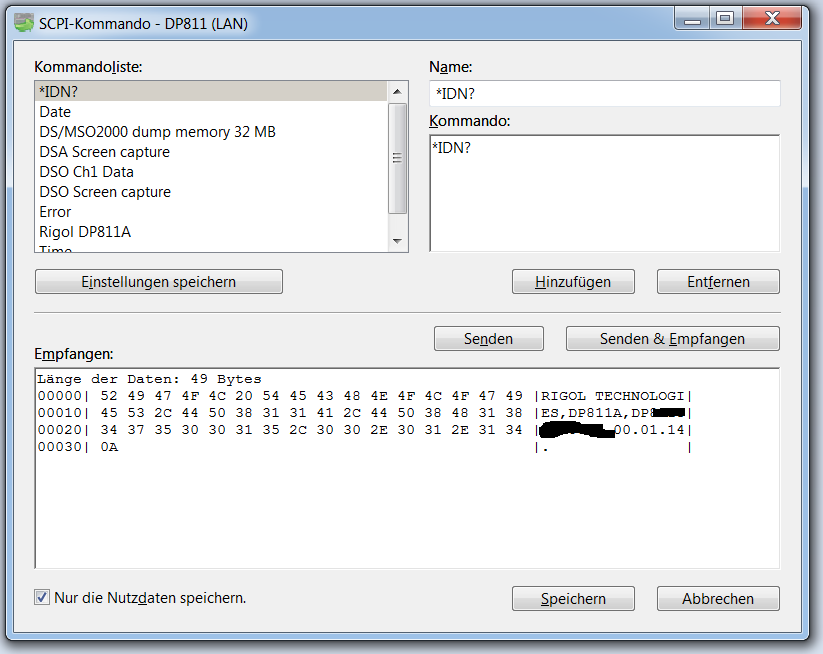 SCPI-Kommando - DP811 (LAN)
Kommandoliste:
*IDN?
Date
DS/MSO2000 dump memory 32 MB
DSA Screen capture
DSO Ch1 Data
DSO Screen capture
Error
Rigol DP811A
Time
Name:
*IDN?
Kommando:
*IDN?
Einstellungen speichern
Hinzufügen
Entfernen
Senden
Senden & Empfangen
Empfangen:
Länge der Daten: 49 Bytes
00000| 52 49 47 4F 4C 20 54 45 43 48 4E 4F 4C 4F 47 49 |RIGOL TECHNOLOGI|
00010| 45 53 2C 44 50 38 31 31 41 2C 44 50 38 48 31 38 |ES,DP811A,DP
00020| 34 37 35 30 30 31 35 2C 30 30 2E 30 31 2E 31 34 | 00.01.14|
00030| 0A |. |
Nur die Nutzdaten speichern.
Speichern
Abbrechen